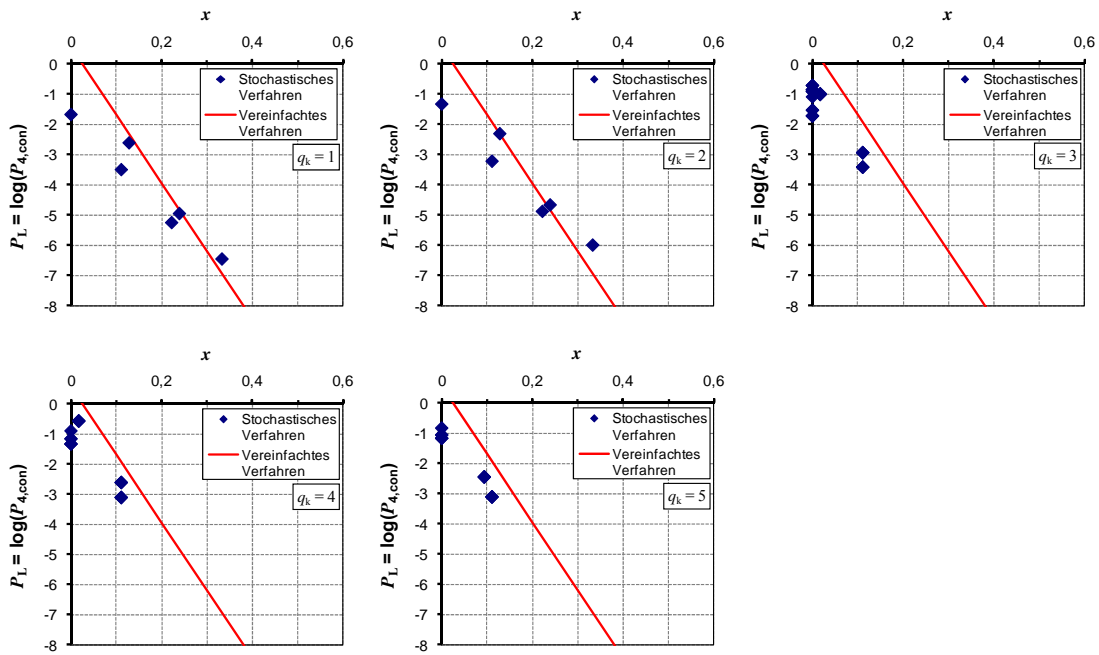 x
0 0,2 0,4 0,6
0
-1
-2
-3
-4
-5
-6
-7
-8
P_L = log(P_4,con)
Stochastisches
Verfahren
Vereinfachtes
Verfahren
q_k = 1
x
0 0,2 0,4 0,6
0
-1
-2
-3
-4
-5
-6
-7
-8
P_L = log(P_4,con)
Stochastisches
Verfahren
Vereinfachtes
Verfahren
q_k = 2
x
0 0,2 0,4 0,6
0
-1
-2
-3
-4
-5
-6
-7
-8
P_L = log(P_4,con)
Stochastisches
Verfahren
Vereinfachtes
Verfahren
q_k = 3
x
0 0,2 0,4 0,6
0
-1
-2
-3
-4
-5
-6
-7
-8
P_L = log(P_4,con)
Stochastisches
Verfahren
Vereinfachtes
Verfahren
q_k = 4
x
0 0,2 0,4 0,6
0
-1
-2
-3
-4
-5
-6
-7
-8
P_L = log(P_4,con)
Stochastisches
Verfahren
Vereinfachtes
Verfahren
q_k = 5